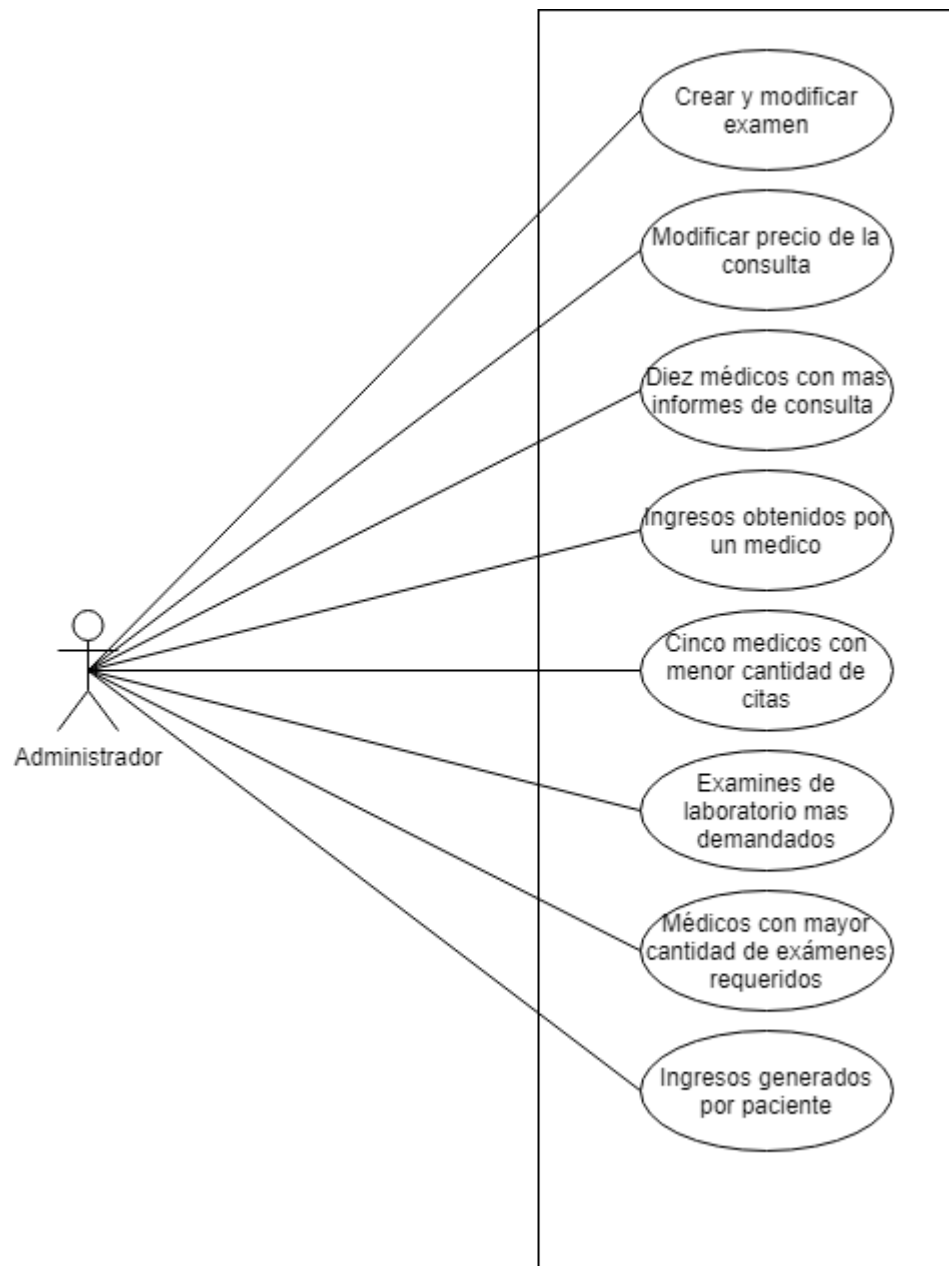 Crear y modificar
examen
Modificar precio de la
consulta
Diez médicos con mas
informes de consulta
Ingresos obtenidos por
un medico
Cinco medicos con
menor cantidad de
citas
Administrador
Examines de
laboratorio mas
demandados
Médicos con mayor
cantidad de exámenes
requeridos
Ingresos generados
por paciente